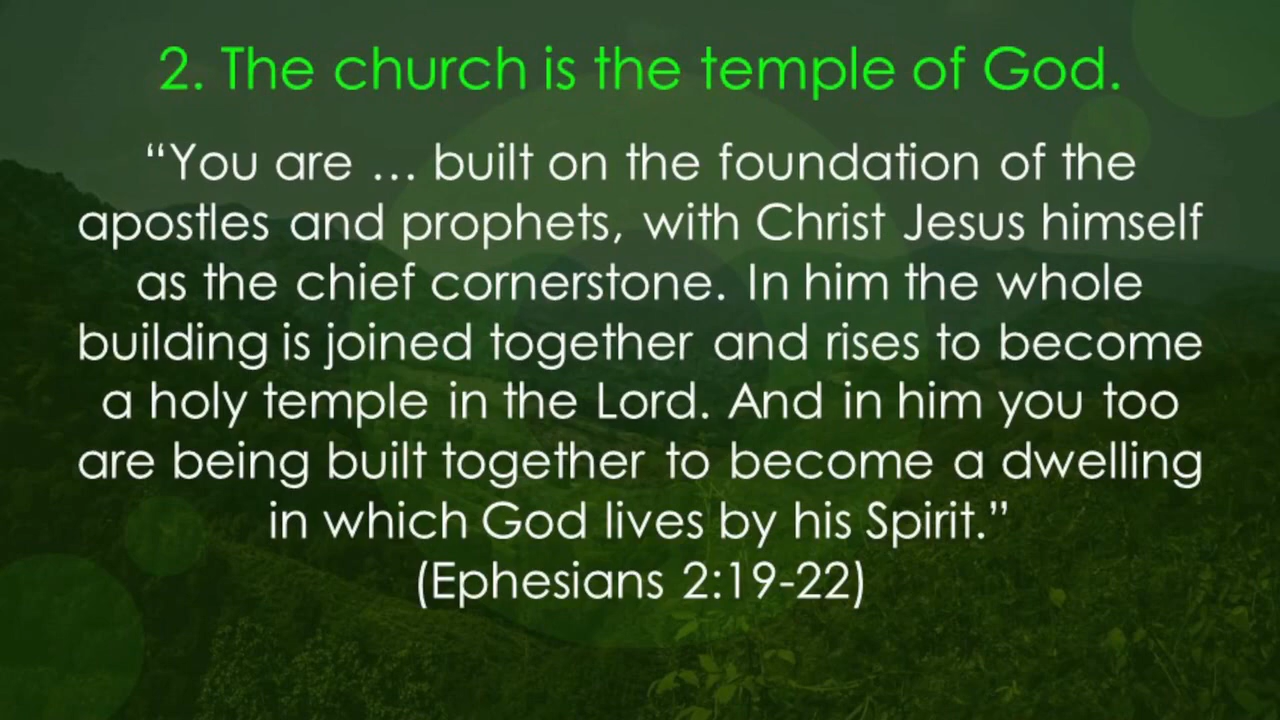 2. The church is the temple of God.
“You are … built on the foundation of the
apostles and prophets, with Christ Jesus himself
as the chief cornerstone. In him the whole
building is joined together and rises to become
a holy temple in the Lord. And in him you too
are being built together to become a dwelling
in which God lives by his Spirit.”
(Ephesians 2:19-22)